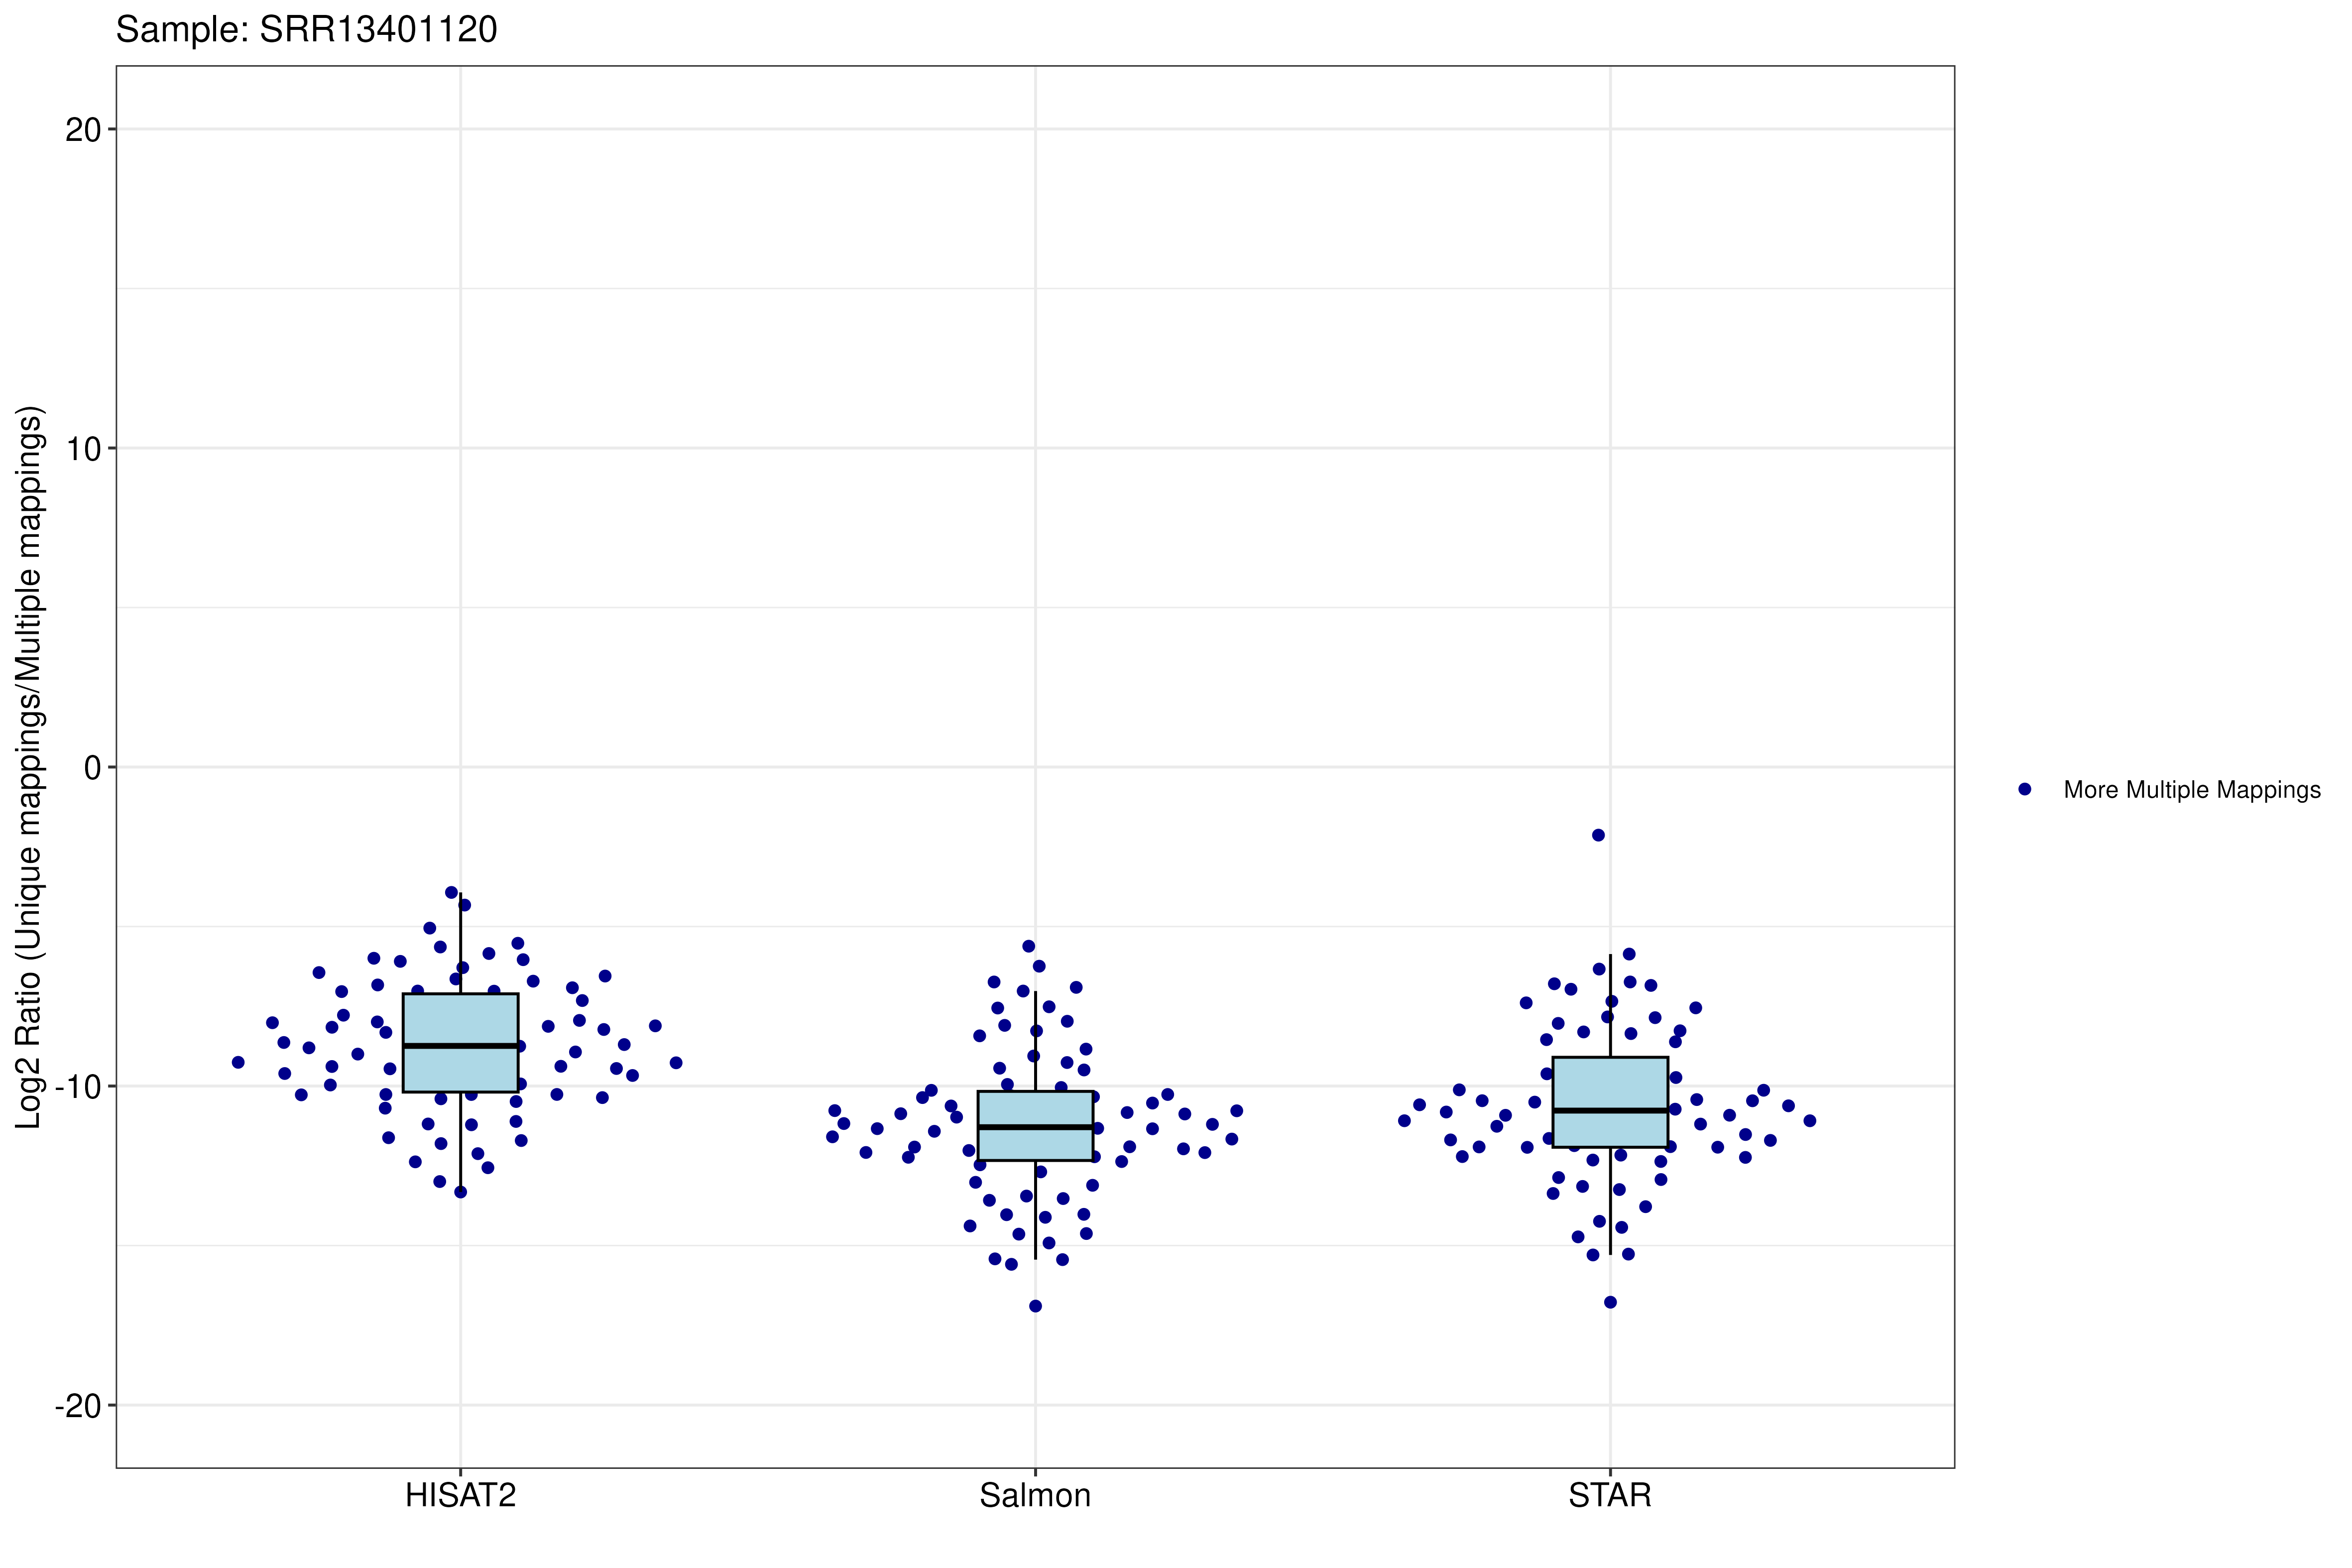 Sample: SRR13401120
Log2 Ratio (Unique mappings/Multiple mappings)
20
10
0
-10
-20
HISAT2
Salmon
STAR
More Multiple Mappings